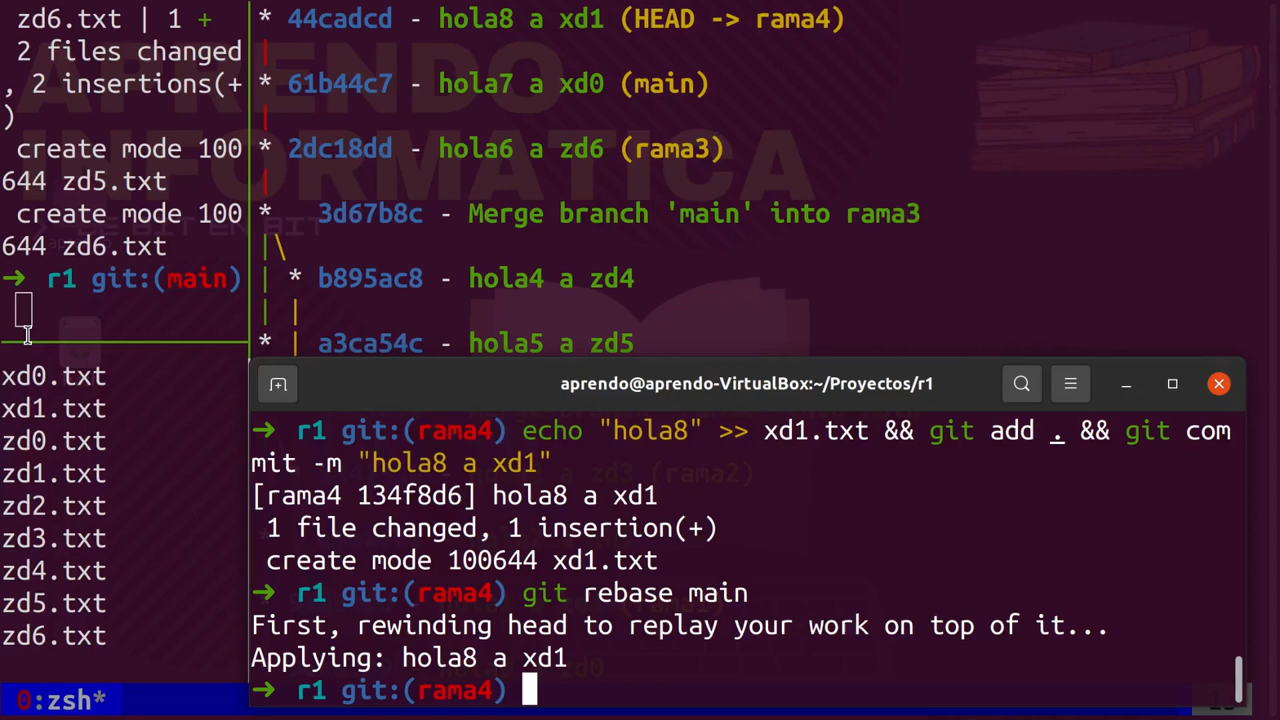 zd6.txt | 1 +
2 files changed
, 2 insertions(+
)
create mode 100
644 zd5.txt
create mode 100
644 zd6.txt
➜ r1 git:(main)
xd0.txt
xd1.txt
zd0.txt
zd1.txt
zd2.txt
zd3.txt
zd4.txt
zd5.txt
zd6.txt
0:zsh*
* 44cadcd - hola8 a xd1 (HEAD -> rama4)
|
* 61b44c7 - hola7 a xd0 (main)
|
* 2dc18dd - hola6 a zd6 (rama3)
|
* 3d67b8c - Merge branch 'main' into rama3
|\
| * b895ac8 - hola4 a zd4
| |
* | a3ca54c - hola5 a zd5
APRENDO
INFORMATICA
DE BIT EN BIT
aprendo@aprendo-VirtualBox:~/Proyectos/r1
➜ r1 git:(rama4) echo "hola8" >> xd1.txt && git add . && git com
mit -m "hola8 a xd1"
[rama4 134f8d6] hola8 a xd1
1 file changed, 1 insertion(+)
create mode 100644 xd1.txt
➜ r1 git:(rama4) git rebase main
First, rewinding head to replay your work on top of it...
Applying: hola8 a xd1
➜ r1 git:(rama4)